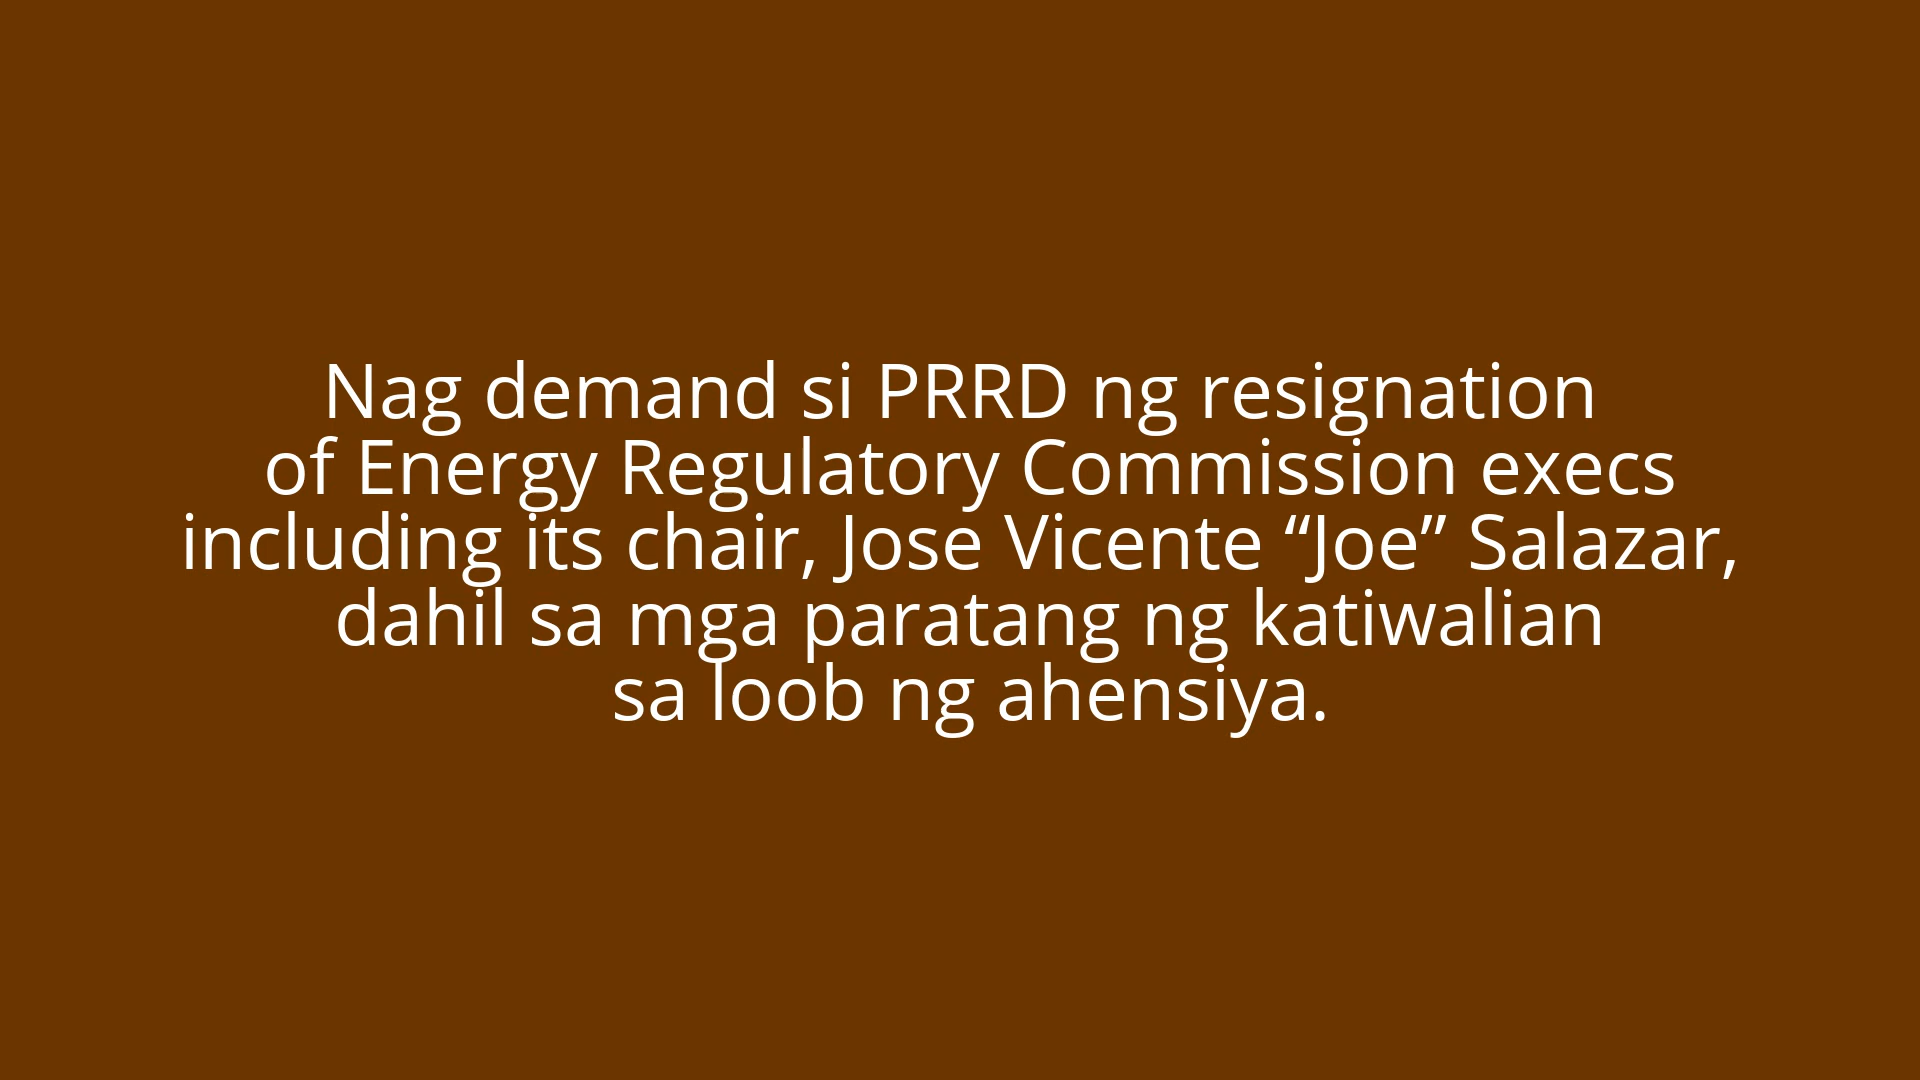 Nag demand si PRRD ng resignation
of Energy Regulatory Commission execs
including its chair, Jose Vicente “Joe” Salazar,
dahil sa mga paratang ng katiwalian
sa loob ng ahensiya.